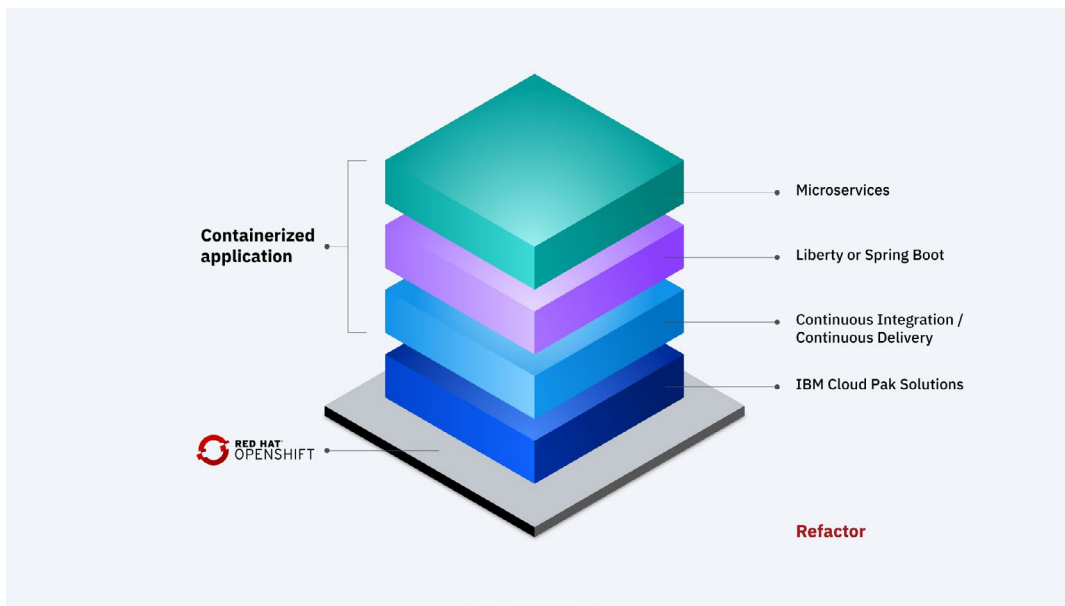 Microservices
Containerized
application
Liberty or Spring Boot
Continuous Integration /
Continuous Delivery
IBM Cloud Pak Solutions
RED HAT
OPENSHIFT
Refactor